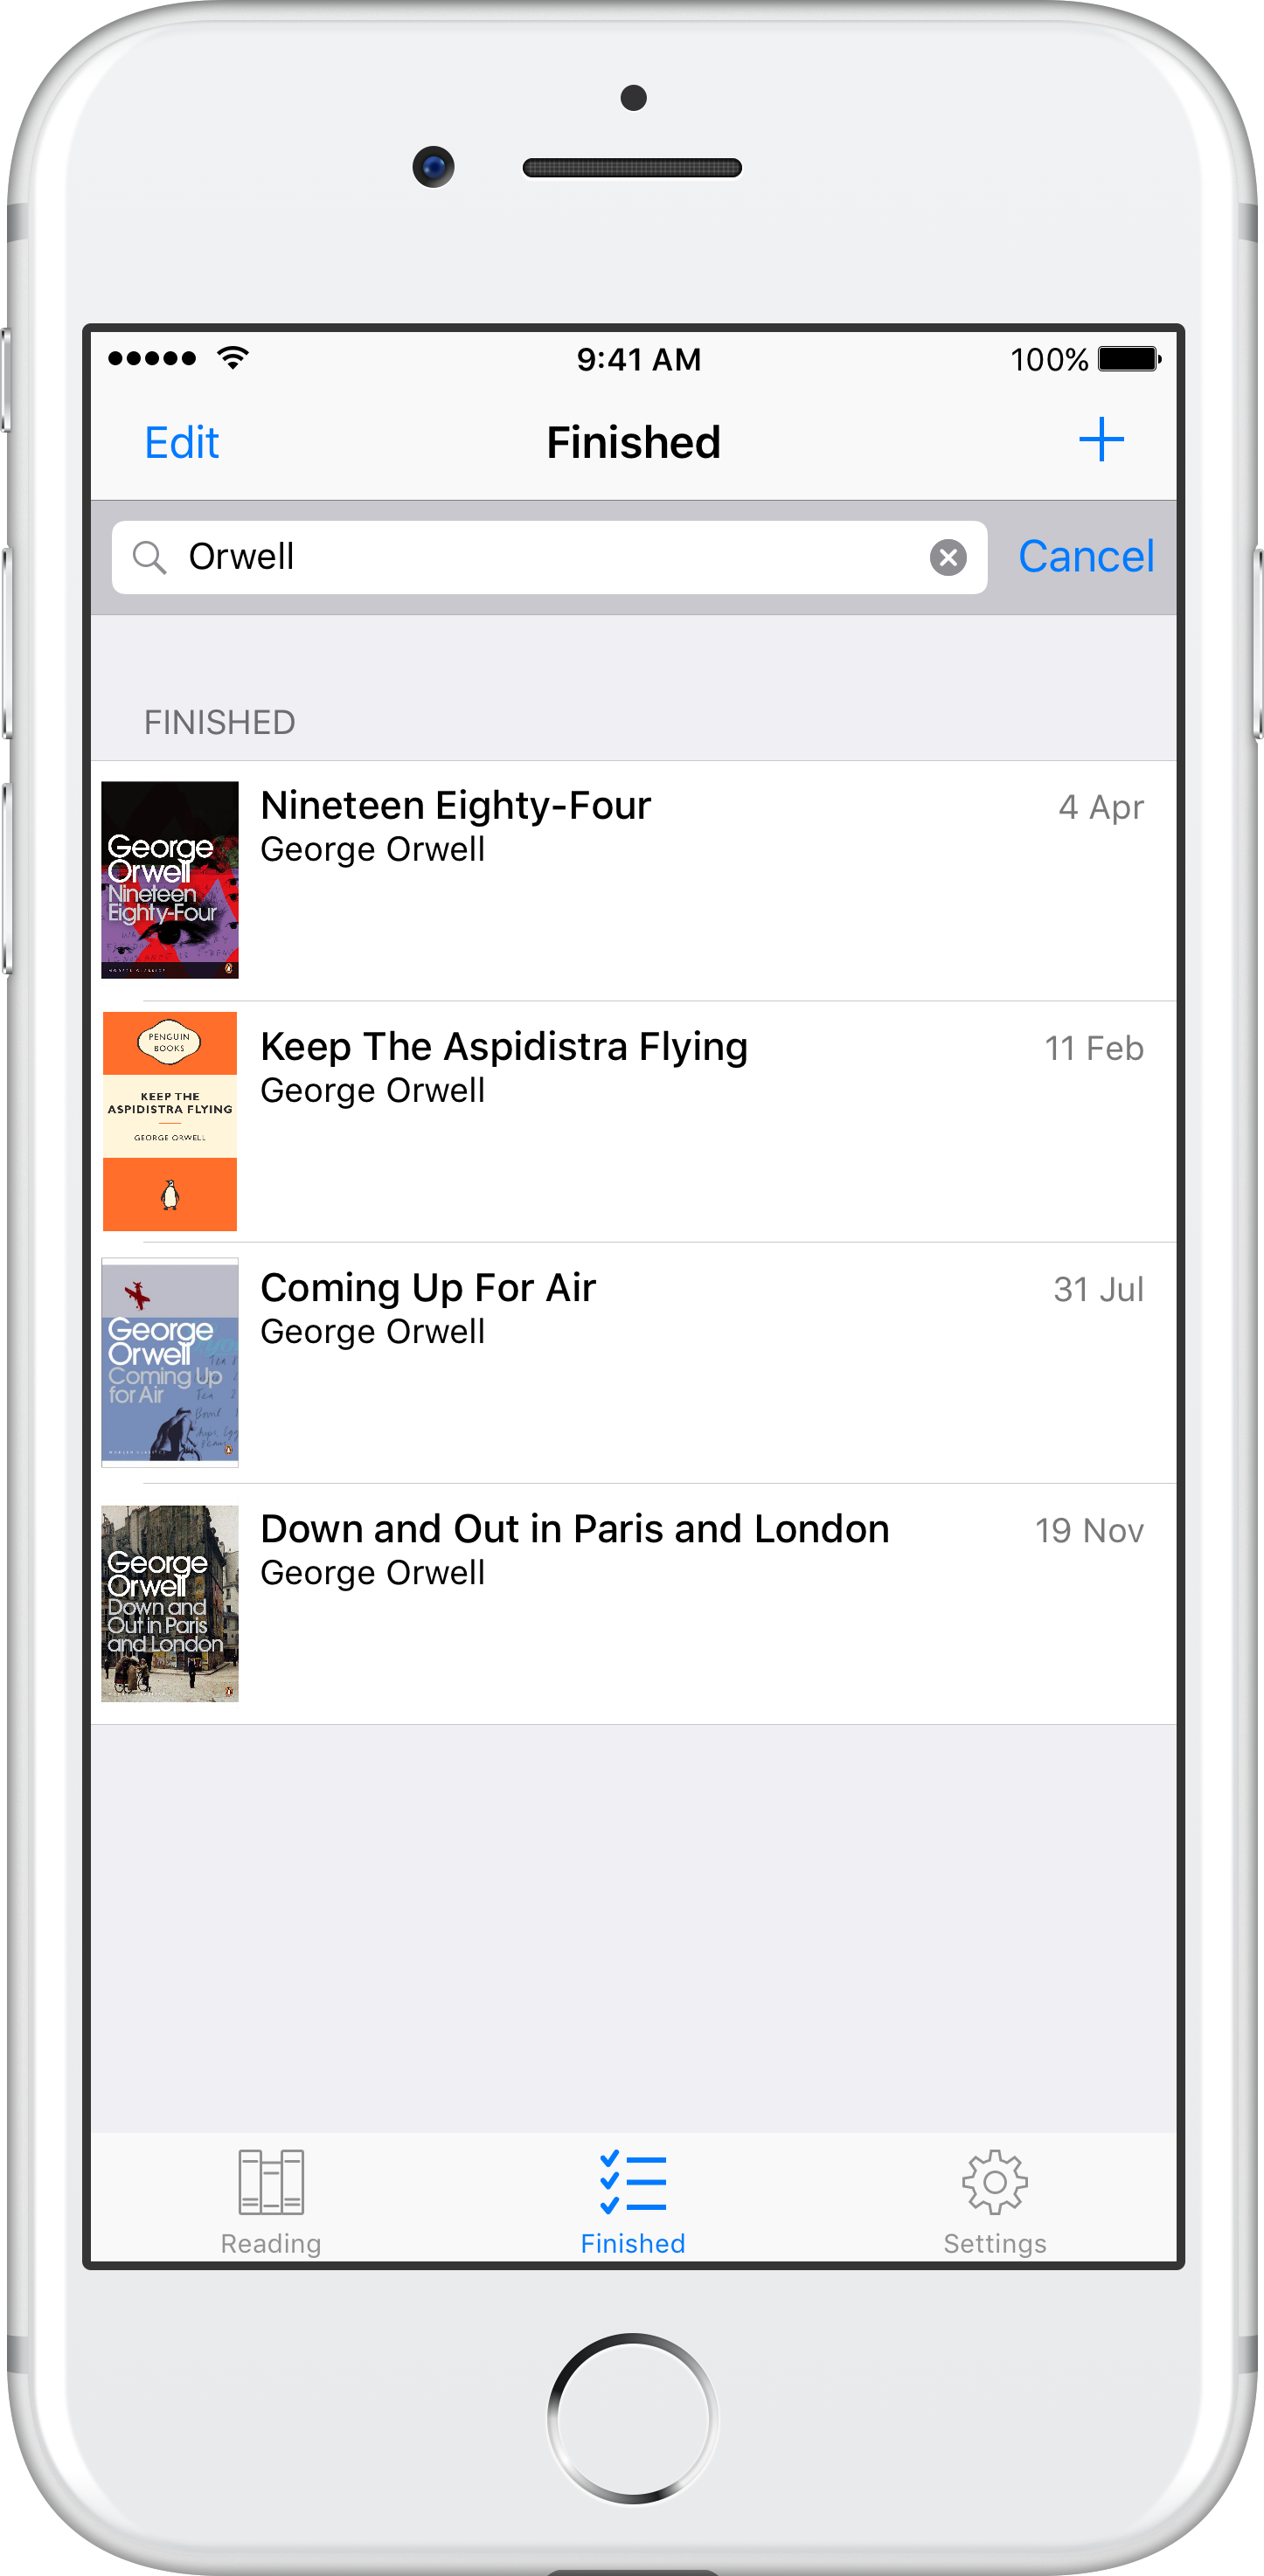 9:41 AM
100%
Edit
Finished
Orwell
Cancel
FINISHED
George
Orwell
Nineteen
Eighty-Four
Nineteen Eighty-Four
4 Apr
George Orwell
PENGUIN
BOOKS
KEEP THE
ASPIDISTRA FLYING
GEORGE ORWELL
Keep The Aspidistra Flying
11 Feb
George Orwell
George
Orwell
Coming Up
for Air
Coming Up For Air
31 Jul
George Orwell
George
Orwell
Down and
Out in Paris
and London
Down and Out in Paris and London
19 Nov
George Orwell
Reading
Finished
Settings